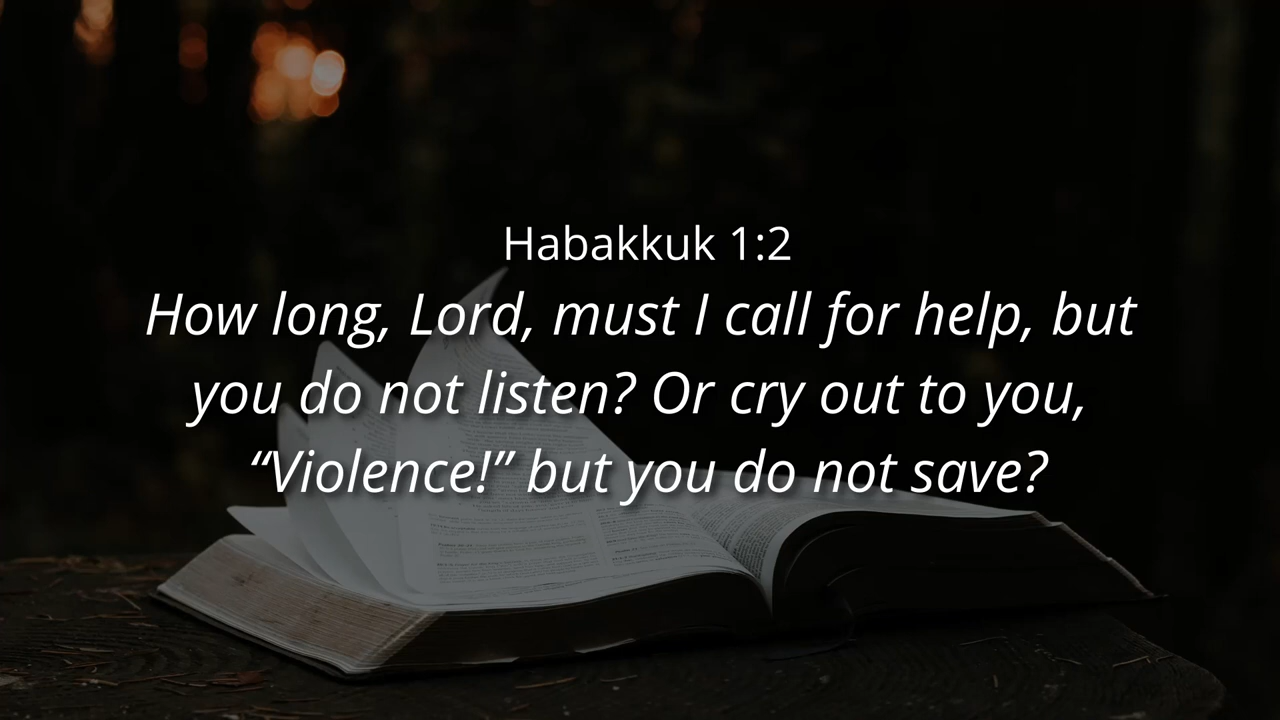 Habakkuk 1:2
How long, Lord, must I call for help, but
you do not listen? Or cry out to you,
“Violence!” but you do not save?